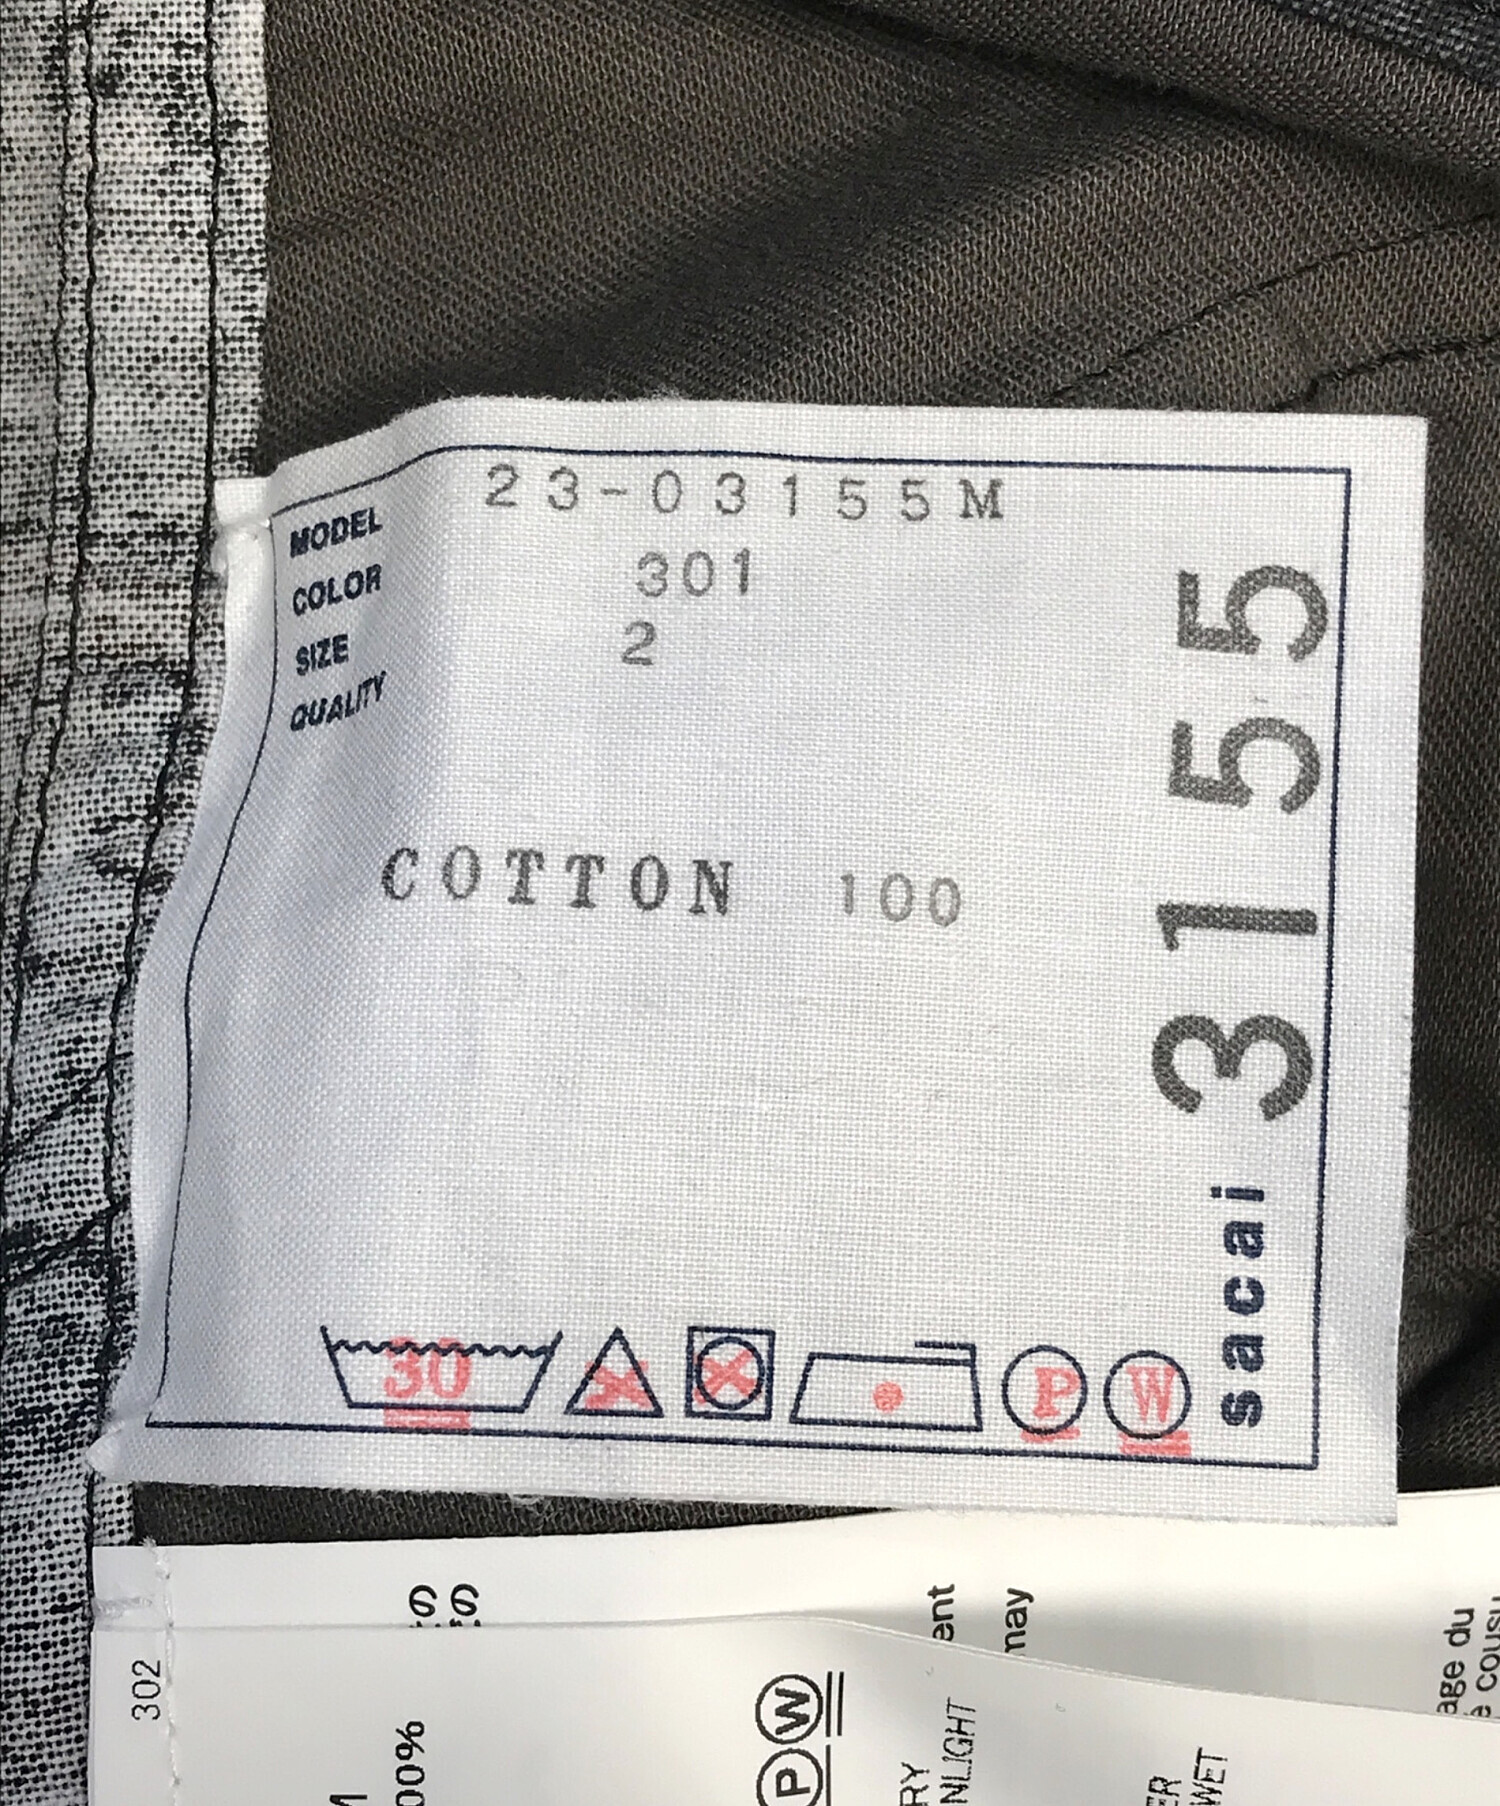 MODEL 23-03155M
COLOR 301
SIZE 2
QUALITY
COTTON 100
sacai 3155
30
P
W
302
00%
P W
ent
may
RY
NLIGHT
ER
WET
age du
e cousu